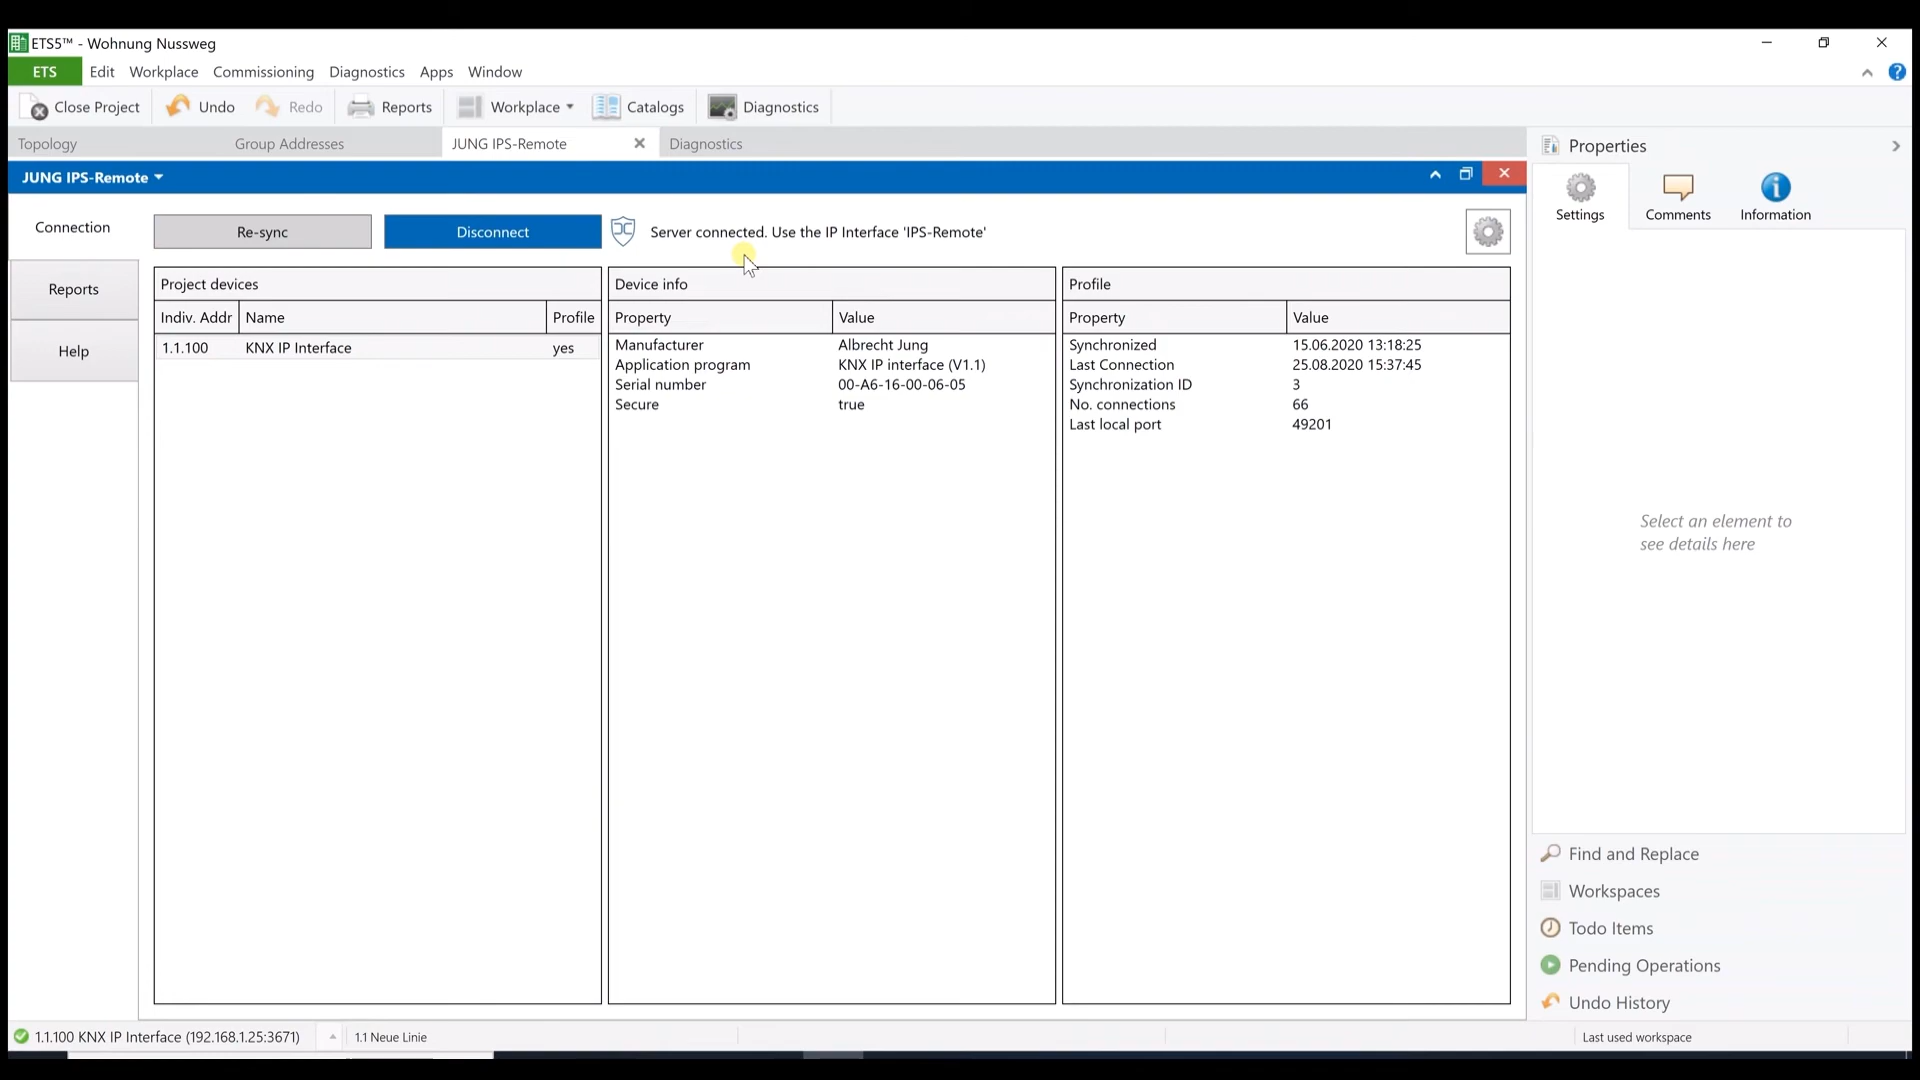 ETS5™ - Wohnung Nussweg
ETS Edit Workplace Commissioning Diagnostics Apps Window
Close Project Undo Redo Reports Workplace Catalogs Diagnostics
Topology Group Addresses JUNG IPS-Remote Diagnostics
JUNG IPS-Remote
Connection
Reports
Help
Re-sync Disconnect Server connected. Use the IP Interface 'IPS-Remote'
Project devices
Indiv. Addr Name Profile
1.1.100 KNX IP Interface yes
Device info
Property Value
Manufacturer Albrecht Jung
Application program KNX IP interface (V1.1)
Serial number 00-A6-16-00-06-05
Secure true
Profile
Property Value
Synchronized 15.06.2020 13:18:25
Last Connection 25.08.2020 15:37:45
Synchronization ID 3
No. connections 66
Last local port 49201
Properties
Settings Comments Information
Select an element to
see details here
Find and Replace
Workspaces
Todo Items
Pending Operations
Undo History
1.1.100 KNX IP Interface (192.168.1.25:3671) 1.1 Neue Linie Last used workspace